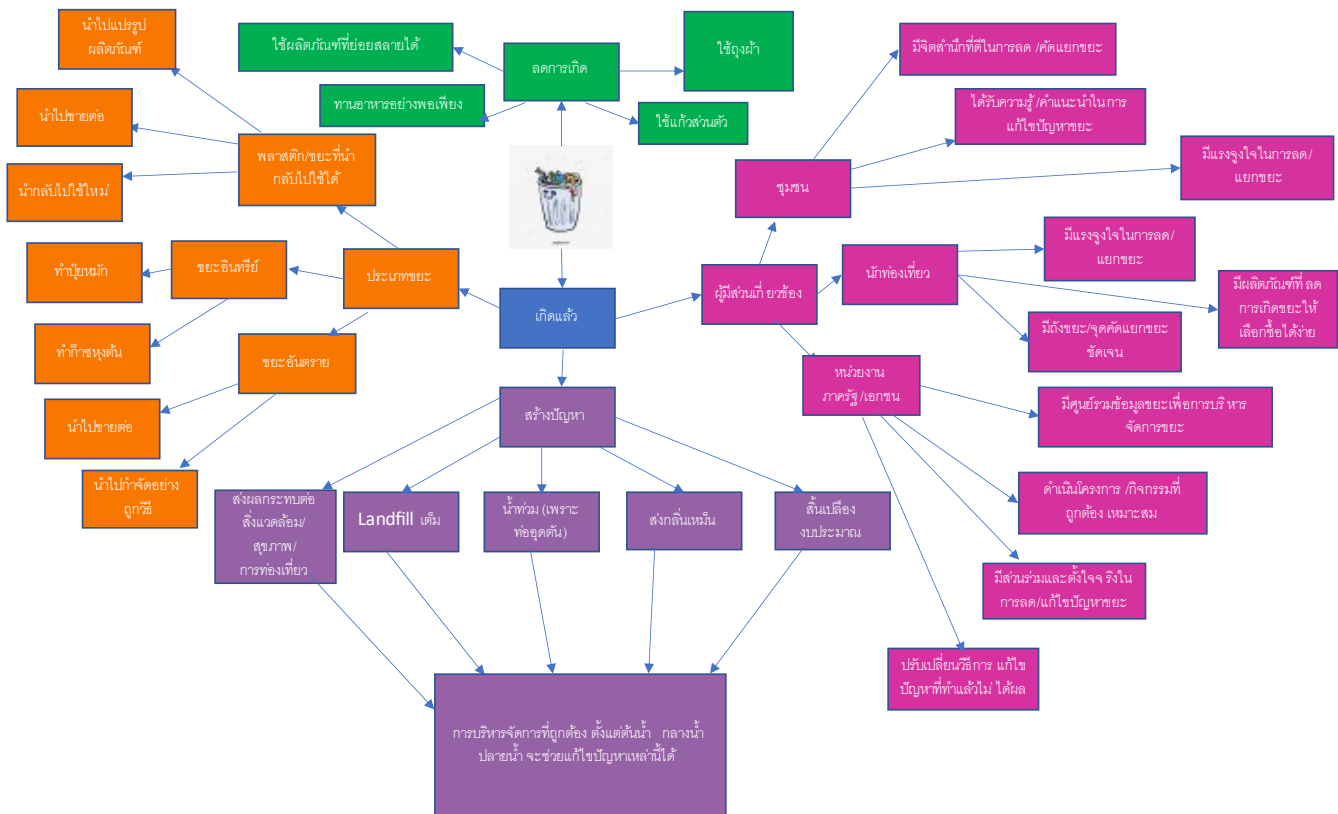 นำไปแปรรูป
ผลิตภัณฑ์
ใช้ผลิตภัณฑ์ที่ย่อยสลายได้
ลดการเกิด
ใช้ถุงผ้า
มีจิตสำนึกที่ดีในการลด /คัดแยกขยะ
นำไปขายต่อ
ทานอาหารอย่างพอเพียง
ใช้แก้วส่วนตัว
ได้รับความรู้ /คำแนะนำใน การ
แก้ไขปัญหาขยะ
พลาสติก/ขยะที่นำ
กลับไปใช้ได้
มีแรงจูงใจในการลด/
แยกขยะ
นำกลับไปใช้ใหม่
ชุมชน
ทำปุ๋ยหมัก
ขยะอินทรีย์
ประเภทขยะ
เกิดแล้ว
ผู้มีส่วนเกี่ ยวข้อง
นักท่องเที่ยว
มีแรงจูงใจในการลด/
แยกขยะ
มีผลิตภัณฑ์ที่ ลด
การเกิดขยะให้
เลือกซื้อได้ง่าย
มีถังขยะ/จุดคัดแยกขยะ
ชัดเจน
ทำก๊าซหุงต้น
ขยะอันตราย
หน่วยงาน
ภาครัฐ /เอกชน
นำไปขายต่อ
สร้างปัญหา
มีศูนย์รวมข้อมูลขยะเพื่อการบริ หาร
จัดการขยะ
นำไปกำจัดอย่าง
ถูกวิธี
ส่งผลกระทบต่อ
สิ่งแวดล้อม/
สุขภาพ/
การท่องเที่ยว
Landfill เต็ม
น้ำท่วม (เพราะ
ท่ออุดตัน)
ส่งกลิ่นเหม็น
สิ้นเปลือง
งบประมาณ
ดำเนินโครงการ /กิจกรรมที่
ถูกต้อง เหมาะสม
มีส่วนร่วมและตั้งใจจ ริงใน
การลด/แก้ไขปัญหาขยะ
ปรับเปลี่ยนวิธีการ แก้ไข
ปัญหาที่ทำแล้วไม่ ได้ผล
การบริหารจัดการที่ถูกต้อง ตั้งแต่ต้นน้ำ กลางน้ำ
ปลายน้ำ จะช่วยแก้ไขปัญหาเหล่านี้ได้